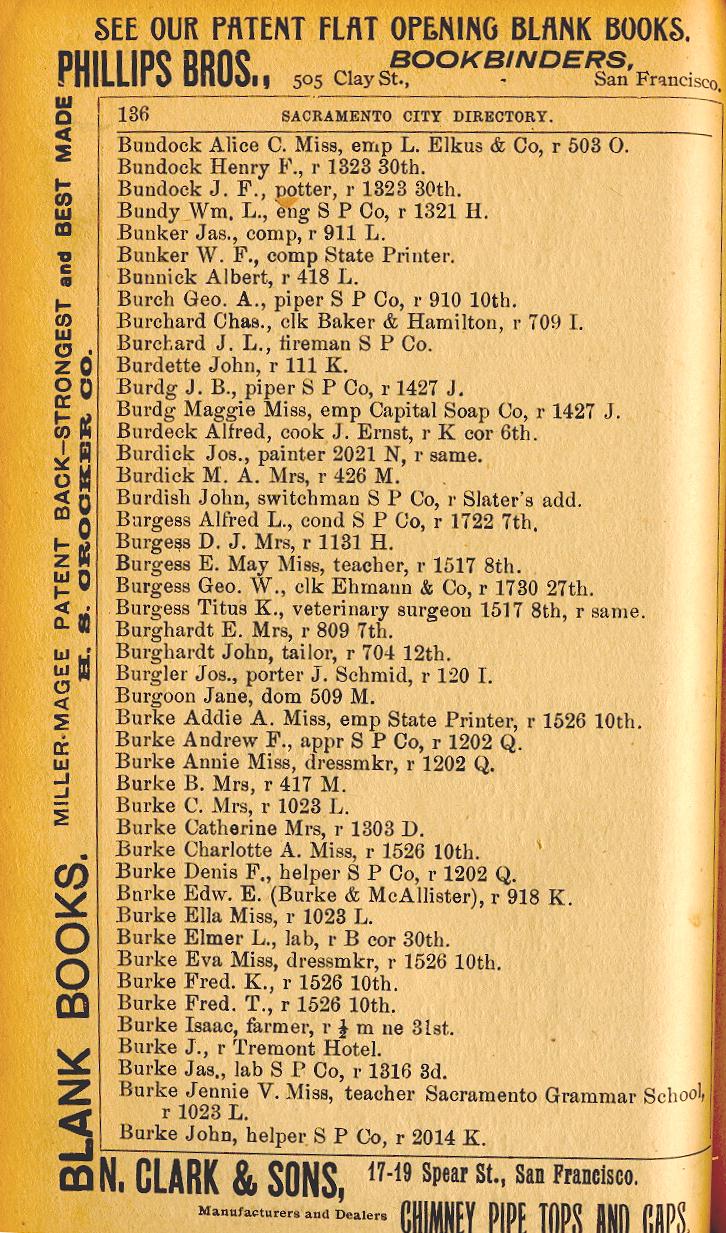 SEE OUR PATENT FLAT OPENING BLANK BOOKS.
PHILLIPS BROS., BOOKBINDERS,
505 Clay St., - San Francisco.
136 SACRAMENTO CITY DIRECTORY.
Bundock Alice C. Miss, emp L. Elkus & Co, r 503 O.
Bundock Henry F., r 1323 30th.
Bundock J. F., potter, r 1323 30th.
Bundy Wm. L., eng S P Co, r 1321 H.
Bunker Jas., comp, r 911 L.
Bunker W. F., comp State Printer.
Bunnick Albert, r 418 L.
Burch Geo. A., piper S P Co, r 910 10th.
Burchard Chas., clk Baker & Hamilton, r 709 I.
Burchard J. L., fireman S P Co.
Burdette John, r 111 K.
Burdg J. B., piper S P Co, r 1427 J.
Burdg Maggie Miss, emp Capital Soap Co, r 1427 J.
Burdeck Alfred, cook J. Ernst, r K cor 6th.
Burdick Jos., painter 2021 N, r same.
Burdick M. A. Mrs, r 426 M.
Burdish John, switchman S P Co, r Slater's add.
Burgess Alfred L., cond S P Co, r 1722 7th.
Burgess D. J. Mrs, r 1131 H.
Burgess E. May Miss, teacher, r 1517 8th.
Burgess Geo. W., clk Ehmann & Co, r 1730 27th.
Burgess Titus K., veterinary surgeon 1517 8th, r same.
Burghardt E. Mrs, r 809 7th.
Burghardt John, tailor, r 704 12th.
Burgler Jos., porter J. Schmid, r 120 I.
Burgoon Jane, dom 509 M.
Burke Addie A. Miss, emp State Printer, r 1526 10th.
Burke Andrew F., appr S P Co, r 1202 Q.
Burke Annie Miss, dressmkr, r 1202 Q.
Burke B. Mrs, r 417 M.
Burke C. Mrs, r 1023 L.
Burke Catherine Mrs, r 1303 D.
Burke Charlotte A. Miss, r 1526 10th.
Burke Denis F., helper S P Co, r 1202 Q.
Burke Edw. E. (Burke & McAllister), r 918 K.
Burke Ella Miss, r 1023 L.
Burke Elmer L., lab, r B cor 30th.
Burke Eva Miss, dressmkr, r 1526 10th.
Burke Fred. K., r 1526 10th.
Burke Fred. T., r 1526 10th.
Burke Isaac, farmer, r ½ m ne 31st.
Burke J., r Tremont Hotel.
Burke Jas., lab S P Co, r 1316 3d.
Burke Jennie V. Miss, teacher Sacramento Grammar School,
r 1023 L.
Burke John, helper S P Co, r 2014 K.
BLANK BOOKS. MILLER-MAGEE PATENT BACK—STRONGEST and BEST MADE
H. S. CROCKER CO.
N. CLARK & SONS, 17-19 Spear St., San Francisco.
Manufacturers and Dealers CHIMNEY PIPE TOPS AND CAPS.